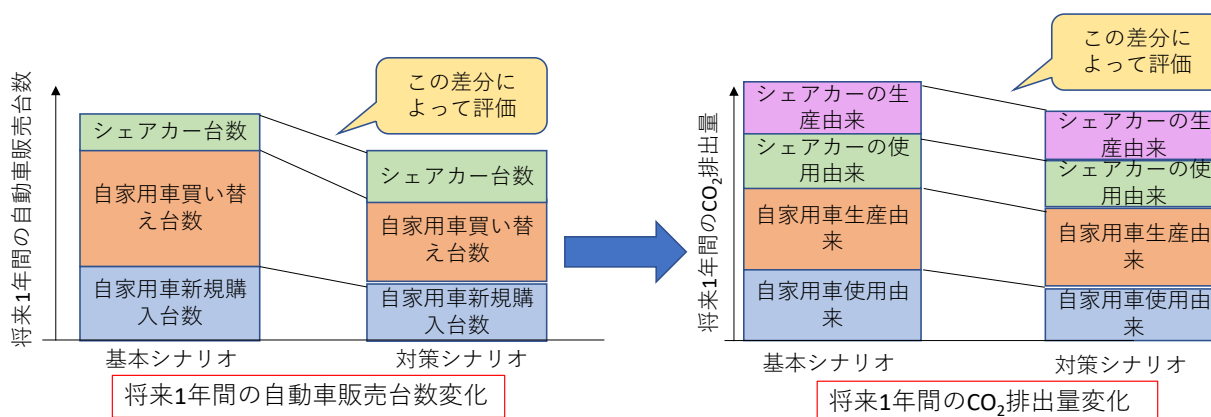 将来1年間の自動車販売台数
この差分に
よって評価
シェアカー台数
自家用車買い替
え台数
自家用車新規購
入台数
シェアカー台数
自家用車買い替
え台数
自家用車新規購
入台数
基本シナリオ
対策シナリオ
将来1年間の自動車販売台数変化
将来1年間のCO₂排出量
この差分に
よって評価
シェアカーの生
産由来
シェアカーの使
用由来
自家用車生産由
来
自家用車使用由
来
シェアカーの生
産由来
シェアカーの使
用由来
自家用車生産由
来
自家用車使用由
来
基本シナリオ
対策シナリオ
将来1年間のCO₂排出量変化